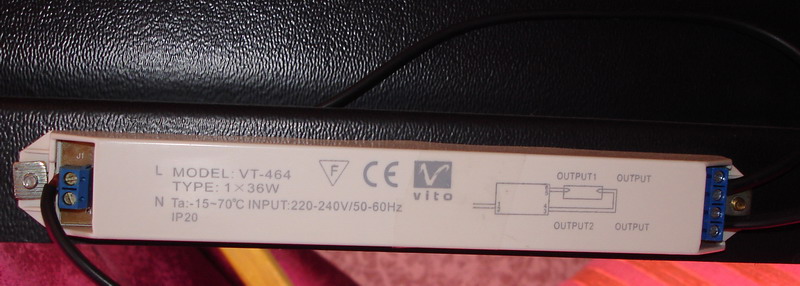 J1
L MODEL: VT-464
TYPE: 1×36W
N Ta:-15~70℃ INPUT:220-240V/50-60Hz
IP20
F
CE
V
vito
OUTPUT1 OUTPUT
OUTPUT2 OUTPUT